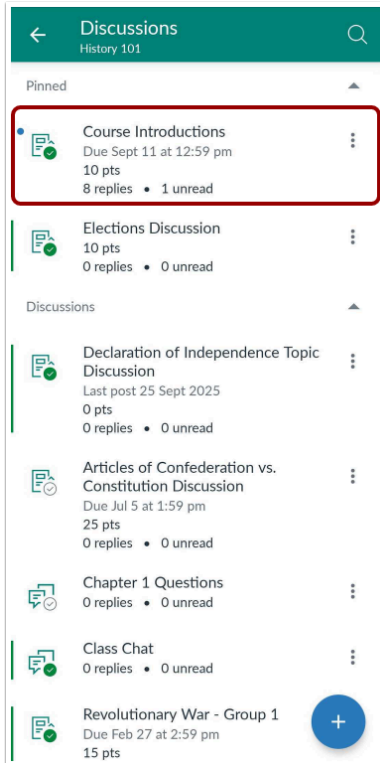 Discussions
History 101
Pinned
Course Introductions
Due Sept 11 at 12:59 pm
10 pts
8 replies • 1 unread
Elections Discussion
10 pts
0 replies • 0 unread
Discussions
Declaration of Independence Topic
Discussion
Last post 25 Sept 2025
0 pts
0 replies • 0 unread
Articles of Confederation vs.
Constitution Discussion
Due Jul 5 at 1:59 pm
25 pts
0 replies • 0 unread
Chapter 1 Questions
0 replies • 0 unread
Class Chat
0 replies • 0 unread
Revolutionary War - Group 1
Due Feb 27 at 2:59 pm
15 pts